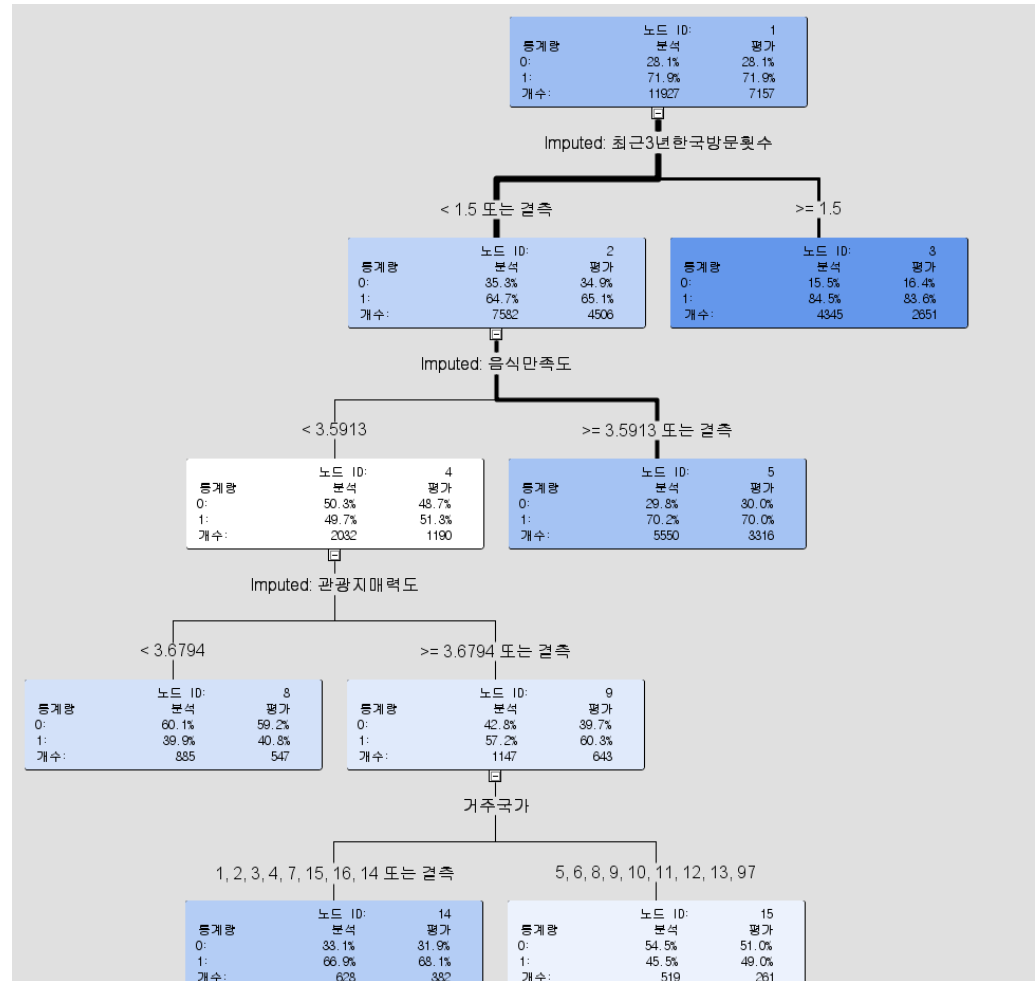 노드 ID: 1
통계량 분석 평가
0: 28.1% 28.1%
1: 71.9% 71.9%
개수: 11927 7157
Imputed: 최근3년한국방문횟수
< 1.5 또는 결측 >= 1.5
노드 ID: 2
통계량 분석 평가
0: 35.3% 34.9%
1: 64.7% 65.1%
개수: 7582 4506
노드 ID: 3
통계량 분석 평가
0: 15.5% 16.4%
1: 84.5% 83.6%
개수: 4345 2651
Imputed: 음식만족도
< 3.5913 >= 3.5913 또는 결측
노드 ID: 4
통계량 분석 평가
0: 50.3% 48.7%
1: 49.7% 51.3%
개수: 2032 1190
노드 ID: 5
통계량 분석 평가
0: 29.8% 30.0%
1: 70.2% 70.0%
개수: 5550 3316
Imputed: 관광지매력도
< 3.6794 >= 3.6794 또는 결측
노드 ID: 8
통계량 분석 평가
0: 60.1% 59.2%
1: 39.9% 40.8%
개수: 885 547
노드 ID: 9
통계량 분석 평가
0: 42.8% 39.7%
1: 57.2% 60.3%
개수: 1147 643
거주국가
1, 2, 3, 4, 7, 15, 16, 14 또는 결측 5, 6, 8, 9, 10, 11, 12, 13, 97
노드 ID: 14
통계량 분석 평가
0: 33.1% 31.9%
1: 66.9% 68.1%
개수: 628 382
노드 ID: 15
통계량 분석 평가
0: 54.5% 51.0%
1: 45.5% 49.0%
개수: 519 261